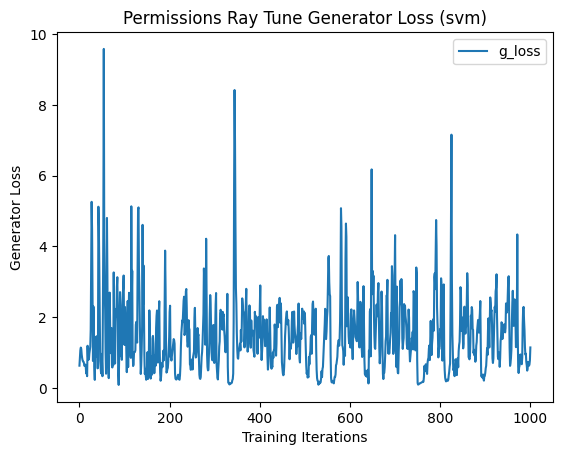 Permissions Ray Tune Generator Loss (svm)
g_loss
Generator Loss
10
8
6
4
2
0
0 200 400 600 800 1000
Training Iterations